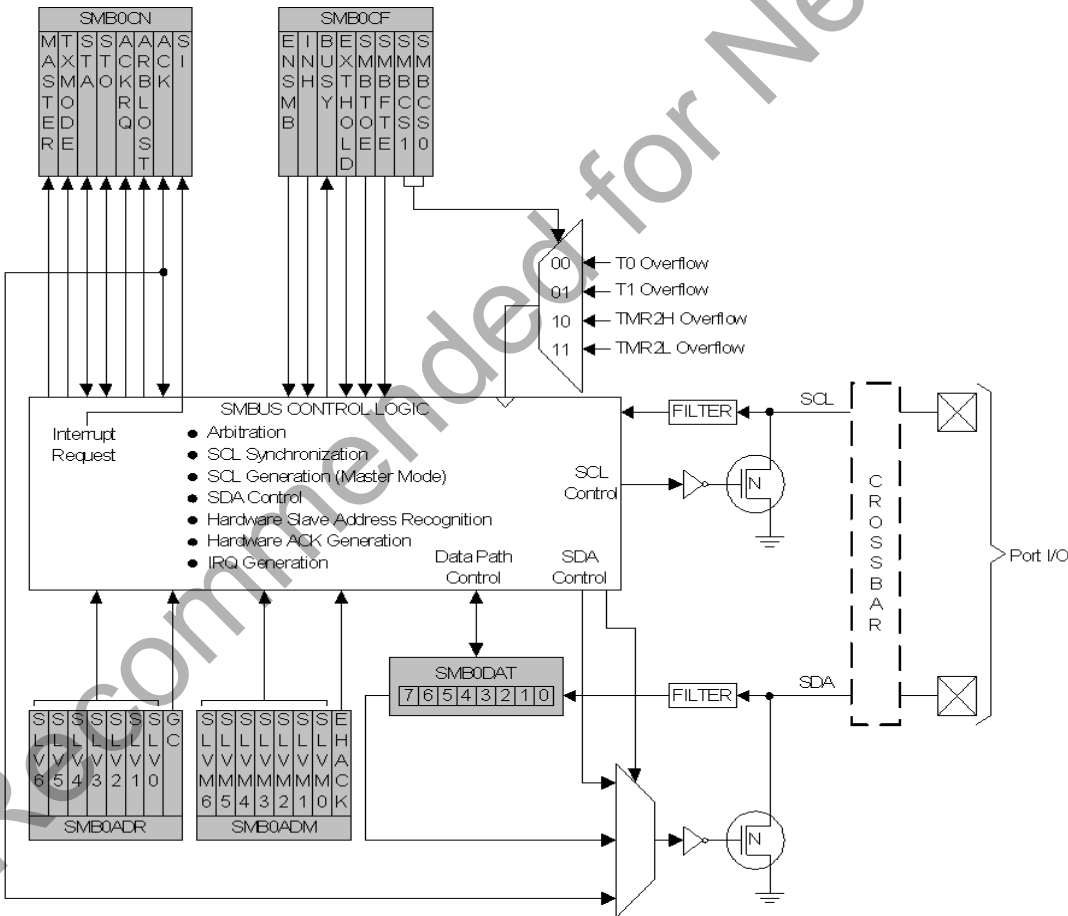 SMB0CN
MASTER
TXMODE
STA
STO
ACKRQ
ARBLOST
ACK
SI
SMB0CF
ENSMB
INH
BUSY
EXTHOLD
SMBTOE
SMBFTE
SMBCS1
SMBCS0
00
T0 Overflow
01
T1 Overflow
10
TMR2H Overflow
11
TMR2L Overflow
SMBUS CONTROL LOGIC
Interrupt
Request
● Arbitration
● SCL Synchronization
● SCL Generation (Master Mode)
● SDA Control
● Hardware Slave Address Recognition
● Hardware ACK Generation
● IRQ Generation
Data Path
Control
SDA
Control
SCL
Control
FILTER
SCL
N
CROSSBAR
Port I/O
SMB0DAT
7 6 5 4 3 2 1 0
FILTER
SDA
N
SLV6
SLV5
SLV4
SLV3
SLV2
SLV1
SLV0
GC
SMB0ADR
SLVM6
SLVM5
SLVM4
SLVM3
SLVM2
SLVM1
SLVM0
EHACK
SMB0ADM
Recommended for Ne